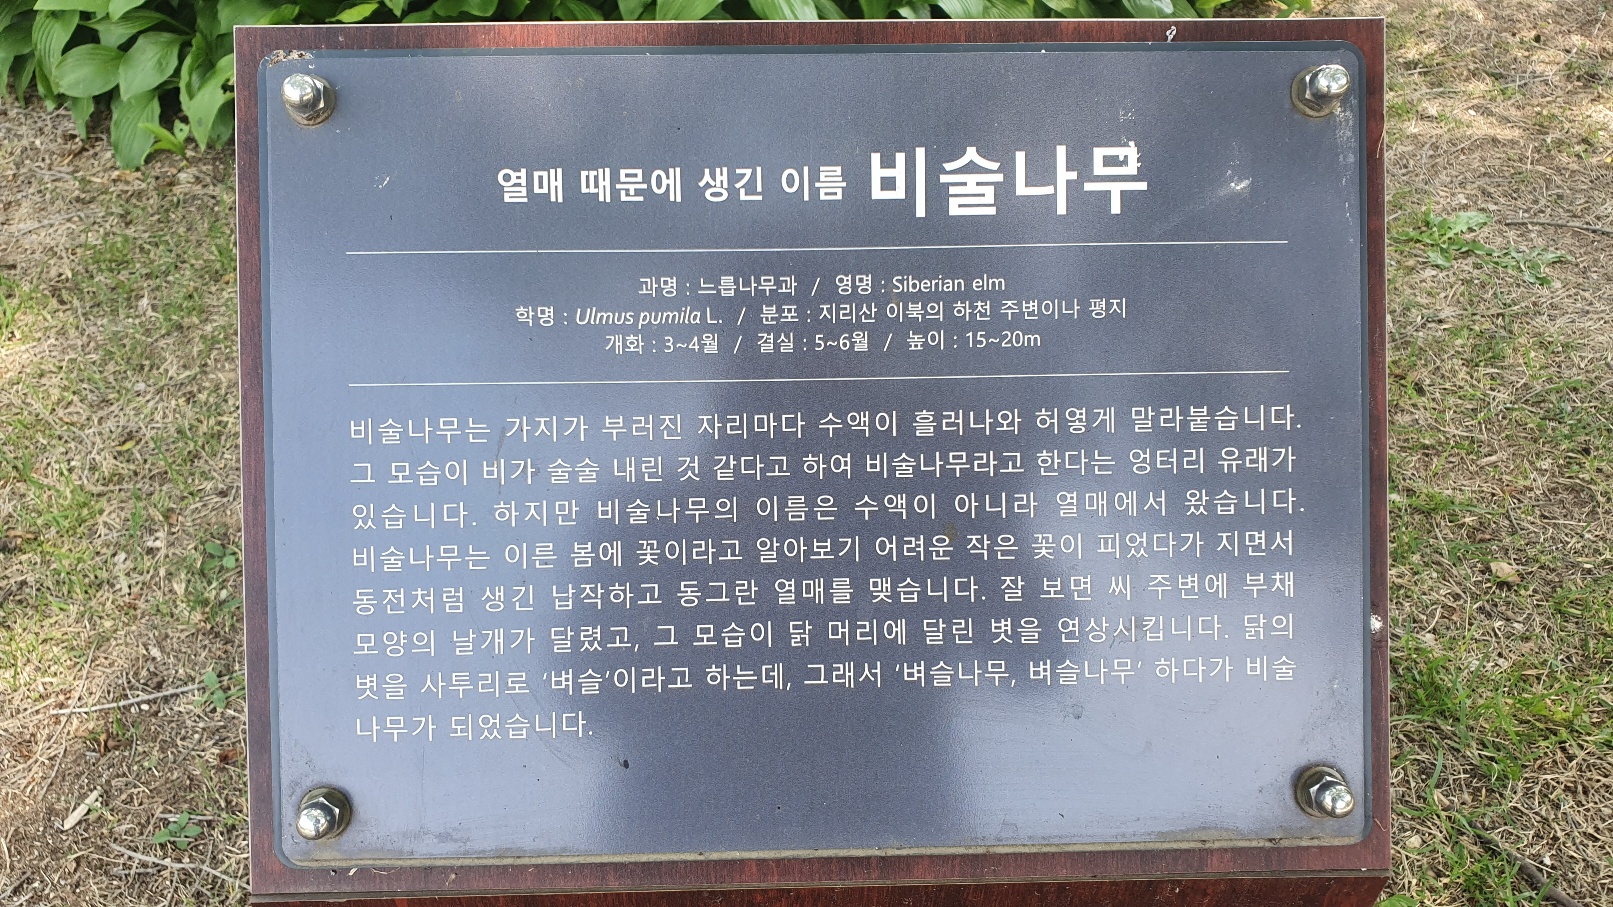 열매 때문에 생긴 이름 비술나무
과명 : 느릅나무과 / 영명 : Siberian elm
학명 : Ulmus pumila L. / 분포 : 지리산 이북의 하천 주변이나 평지
개화 : 3~4월 / 결실 : 5~6월 / 높이 : 15~20m
비술나무는 가지가 부러진 자리마다 수액이 흘러나와 허옇게 말라붙습니다.
그 모습이 비가 술술 내린 것 같다고 하여 비술나무라고 한다는 엉터리 유래가
있습니다. 하지만 비술나무의 이름은 수액이 아니라 열매에서 왔습니다.
비술나무는 이른 봄에 꽃이라고 알아보기 어려운 작은 꽃이 피었다가 지면서
동전처럼 생긴 납작하고 동그란 열매를 맺습니다. 잘 보면 씨 주변에 부채
모양의 날개가 달렸고, 그 모습이 닭 머리에 달린 볏을 연상시킵니다. 닭의
볏을 사투리로 ‘벼슬’이라고 하는데, 그래서 ‘벼슬나무, 벼슬나무’ 하다가 비술
나무가 되었습니다.